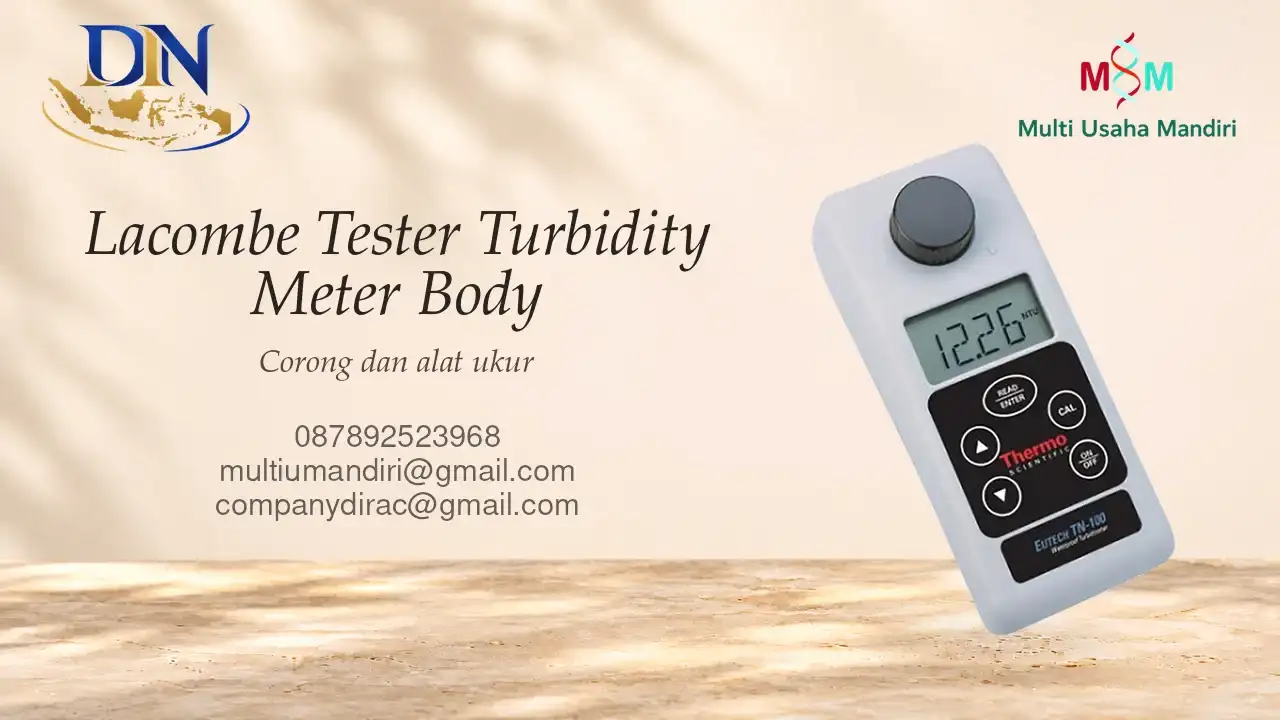 DIN
M M
Multi Usaha Mandiri
Lacombe Tester Turbidity
Meter Body
Corong dan alat ukur
087892523968
multiumandiri@gmail.com
companydirac@gmail.com
12.26 NTU
READ
ENTER
CAL
Thermo
SCIENTIFIC
ON
OFF
EUTECH TN-100
Waterproof Turbidimeter